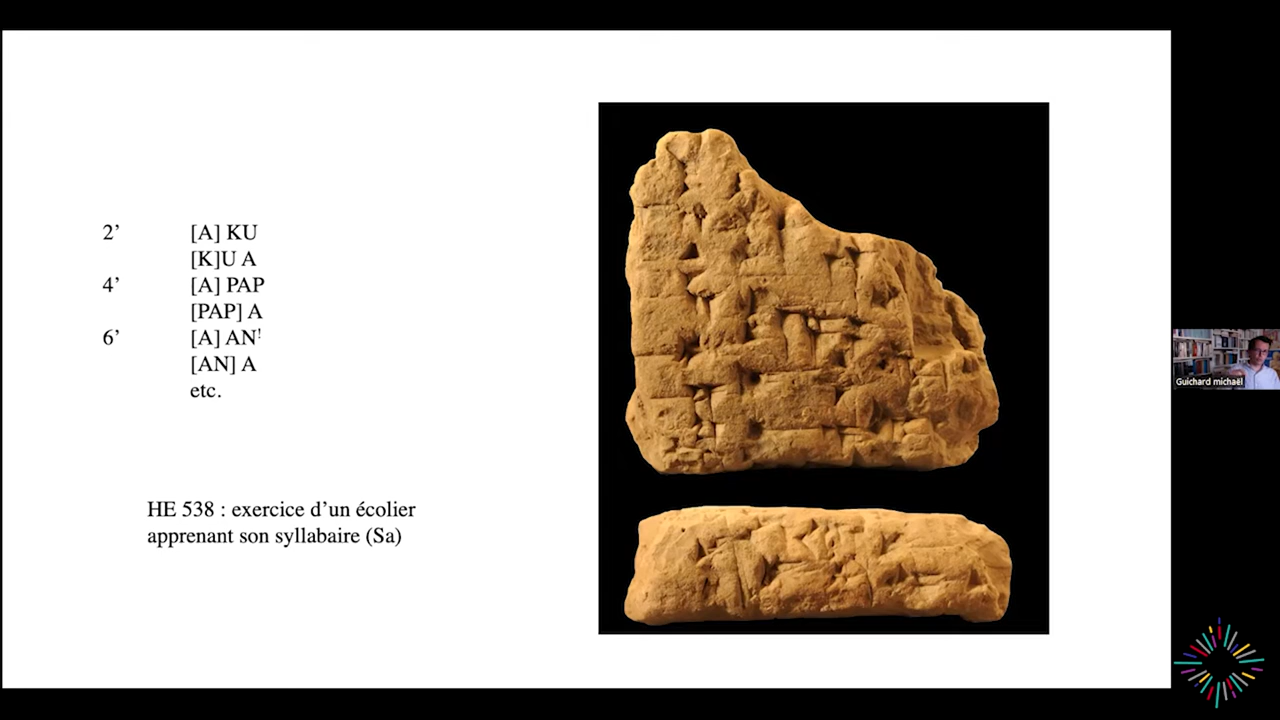 2’ [A] KU
[K]U A
4’ [A] PAP
[PAP] A
6’ [A] AN!
[AN] A
etc.
HE 538 : exercice d’un écolier
apprenant son syllabaire (Sa)
Guichard michaël